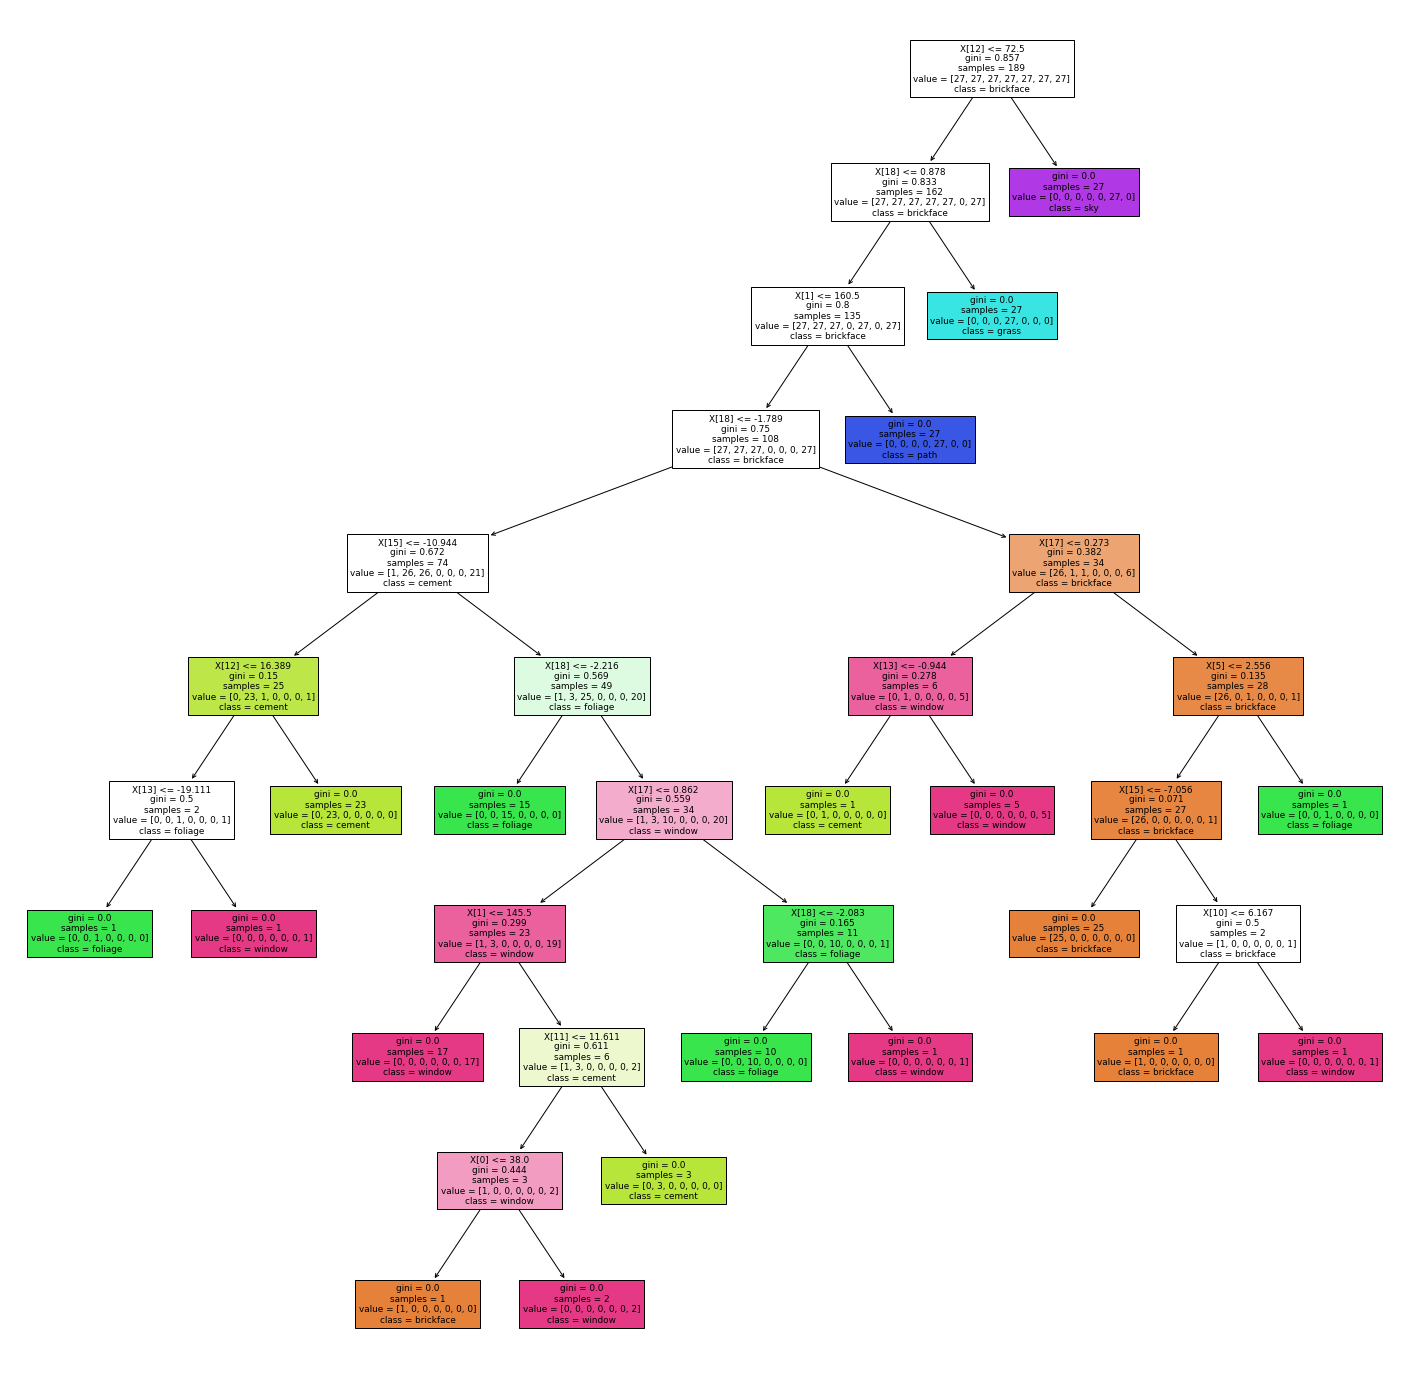 X[12] <= 72.5
gini = 0.857
samples = 189
value = [27, 27, 27, 27, 27, 27, 27]
class = brickface
X[18] <= 0.878
gini = 0.833
samples = 162
value = [27, 27, 27, 27, 27, 0, 27]
class = brickface
gini = 0.0
samples = 27
value = [0, 0, 0, 0, 0, 27, 0]
class = sky
X[1] <= 160.5
gini = 0.8
samples = 135
value = [27, 27, 27, 0, 27, 0, 27]
class = brickface
gini = 0.0
samples = 27
value = [0, 0, 0, 27, 0, 0, 0]
class = grass
X[18] <= -1.789
gini = 0.75
samples = 108
value = [27, 27, 27, 0, 0, 0, 27]
class = brickface
gini = 0.0
samples = 27
value = [0, 0, 0, 0, 27, 0, 0]
class = path
X[15] <= -10.944
gini = 0.672
samples = 74
value = [1, 26, 26, 0, 0, 0, 21]
class = cement
X[17] <= 0.273
gini = 0.382
samples = 34
value = [26, 1, 1, 0, 0, 0, 6]
class = brickface
X[12] <= 16.389
gini = 0.15
samples = 25
value = [0, 23, 1, 0, 0, 0, 1]
class = cement
X[18] <= -2.216
gini = 0.569
samples = 49
value = [1, 3, 25, 0, 0, 0, 20]
class = foliage
X[13] <= -0.944
gini = 0.278
samples = 6
value = [0, 1, 0, 0, 0, 0, 5]
class = window
X[5] <= 2.556
gini = 0.135
samples = 28
value = [26, 0, 1, 0, 0, 0, 1]
class = brickface
X[13] <= -19.111
gini = 0.5
samples = 2
value = [0, 0, 1, 0, 0, 0, 1]
class = foliage
gini = 0.0
samples = 23
value = [0, 23, 0, 0, 0, 0, 0]
class = cement
gini = 0.0
samples = 15
value = [0, 0, 15, 0, 0, 0, 0]
class = foliage
X[17] <= 0.862
gini = 0.559
samples = 34
value = [1, 3, 10, 0, 0, 0, 20]
class = window
gini = 0.0
samples = 1
value = [0, 1, 0, 0, 0, 0, 0]
class = cement
gini = 0.0
samples = 5
value = [0, 0, 0, 0, 0, 0, 5]
class = window
X[15] <= -7.056
gini = 0.071
samples = 27
value = [26, 0, 0, 0, 0, 0, 1]
class = brickface
gini = 0.0
samples = 1
value = [0, 0, 1, 0, 0, 0, 0]
class = foliage
gini = 0.0
samples = 1
value = [0, 0, 1, 0, 0, 0, 0]
class = foliage
gini = 0.0
samples = 1
value = [0, 0, 0, 0, 0, 0, 1]
class = window
X[1] <= 145.5
gini = 0.299
samples = 23
value = [1, 3, 0, 0, 0, 0, 19]
class = window
X[18] <= -2.083
gini = 0.165
samples = 11
value = [0, 0, 10, 0, 0, 0, 1]
class = foliage
gini = 0.0
samples = 25
value = [25, 0, 0, 0, 0, 0, 0]
class = brickface
X[10] <= 6.167
gini = 0.5
samples = 2
value = [1, 0, 0, 0, 0, 0, 1]
class = brickface
gini = 0.0
samples = 17
value = [0, 0, 0, 0, 0, 0, 17]
class = window
X[11] <= 11.611
gini = 0.611
samples = 6
value = [1, 3, 0, 0, 0, 0, 2]
class = cement
gini = 0.0
samples = 10
value = [0, 0, 10, 0, 0, 0, 0]
class = foliage
gini = 0.0
samples = 1
value = [0, 0, 0, 0, 0, 0, 1]
class = window
gini = 0.0
samples = 1
value = [1, 0, 0, 0, 0, 0, 0]
class = brickface
gini = 0.0
samples = 1
value = [0, 0, 0, 0, 0, 0, 1]
class = window
X[0] <= 38.0
gini = 0.444
samples = 3
value = [1, 0, 0, 0, 0, 0, 2]
class = window
gini = 0.0
samples = 3
value = [0, 3, 0, 0, 0, 0, 0]
class = cement
gini = 0.0
samples = 1
value = [1, 0, 0, 0, 0, 0, 0]
class = brickface
gini = 0.0
samples = 2
value = [0, 0, 0, 0, 0, 0, 2]
class = window